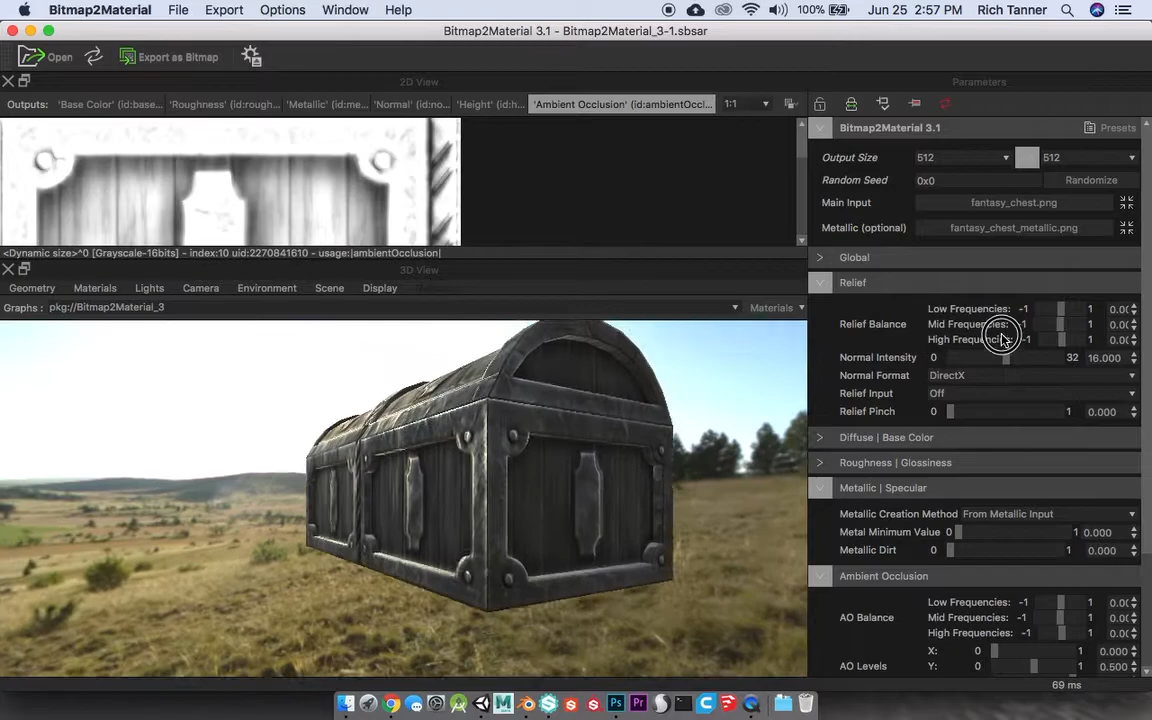 Bitmap2Material File Export Options Window Help 100% Jun 25 2:57 PM Rich Tanner
Bitmap2Material 3.1 - Bitmap2Material_3-1.sbsar
Open Export as Bitmap
2D View Parameters
Outputs: 'Base Color' (id:base... 'Roughness' (id:rough... 'Metallic' (id:me... 'Normal' (id:no... 'Height' (id:h... 'Ambient Occlusion' (id:ambientOccl... 1:1
Bitmap2Material 3.1 Presets
Output Size 512 512
Random Seed 0x0 Randomize
Main Input fantasy_chest.png
Metallic (optional) fantasy_chest_metallic.png
<Dynamic size>^0 [Grayscale-16bits] - index:10 uid:2270841610 - usage:|ambientOcclusion|
Global
3D View
Relief
Geometry Materials Lights Camera Environment Scene Display
Graphs: pkg://Bitmap2Material_3 Materials
Low Frequencies: -1 1
Relief Balance Mid Frequencies: -1 1
High Frequencies: -1 1
Normal Intensity 0 32 16.000
Normal Format DirectX
Relief Input Off
Relief Pinch 0 1 0.000
Diffuse | Base Color
Roughness | Glossiness
Metallic | Specular
Metallic Creation Method From Metallic Input
Metal Minimum Value 0 1 0.000
Metallic Dirt 0 1 0.000
Ambient Occlusion
Low Frequencies: -1 1
AO Balance Mid Frequencies: -1 1
High Frequencies: -1 1
X: 0 1 0.000
AO Levels Y: 0 1 0.500
69 ms